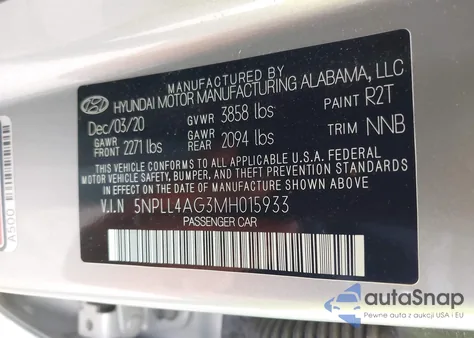 MANUFACTURED BY
HYUNDAI MOTOR MANUFACTURING ALABAMA, LLC
Dec/03/20 GVWR 3858 lbs PAINT R2T
GAWR FRONT 2271 lbs GAWR REAR 2094 lbs TRIM NNB
THIS VEHICLE CONFORMS TO ALL APPLICABLE U.S.A FEDERAL
MOTOR VEHICLE SAFETY, BUMPER, AND THEFT PREVENTION STANDARDS
IN EFFECT ON THE DATE OF MANUFACTURE SHOWN ABOVE.
V.I.N 5NPLL4AG3MH015933
PASSENGER CAR
A500
autoSnap
Pewne auta z aukcji USA i EU